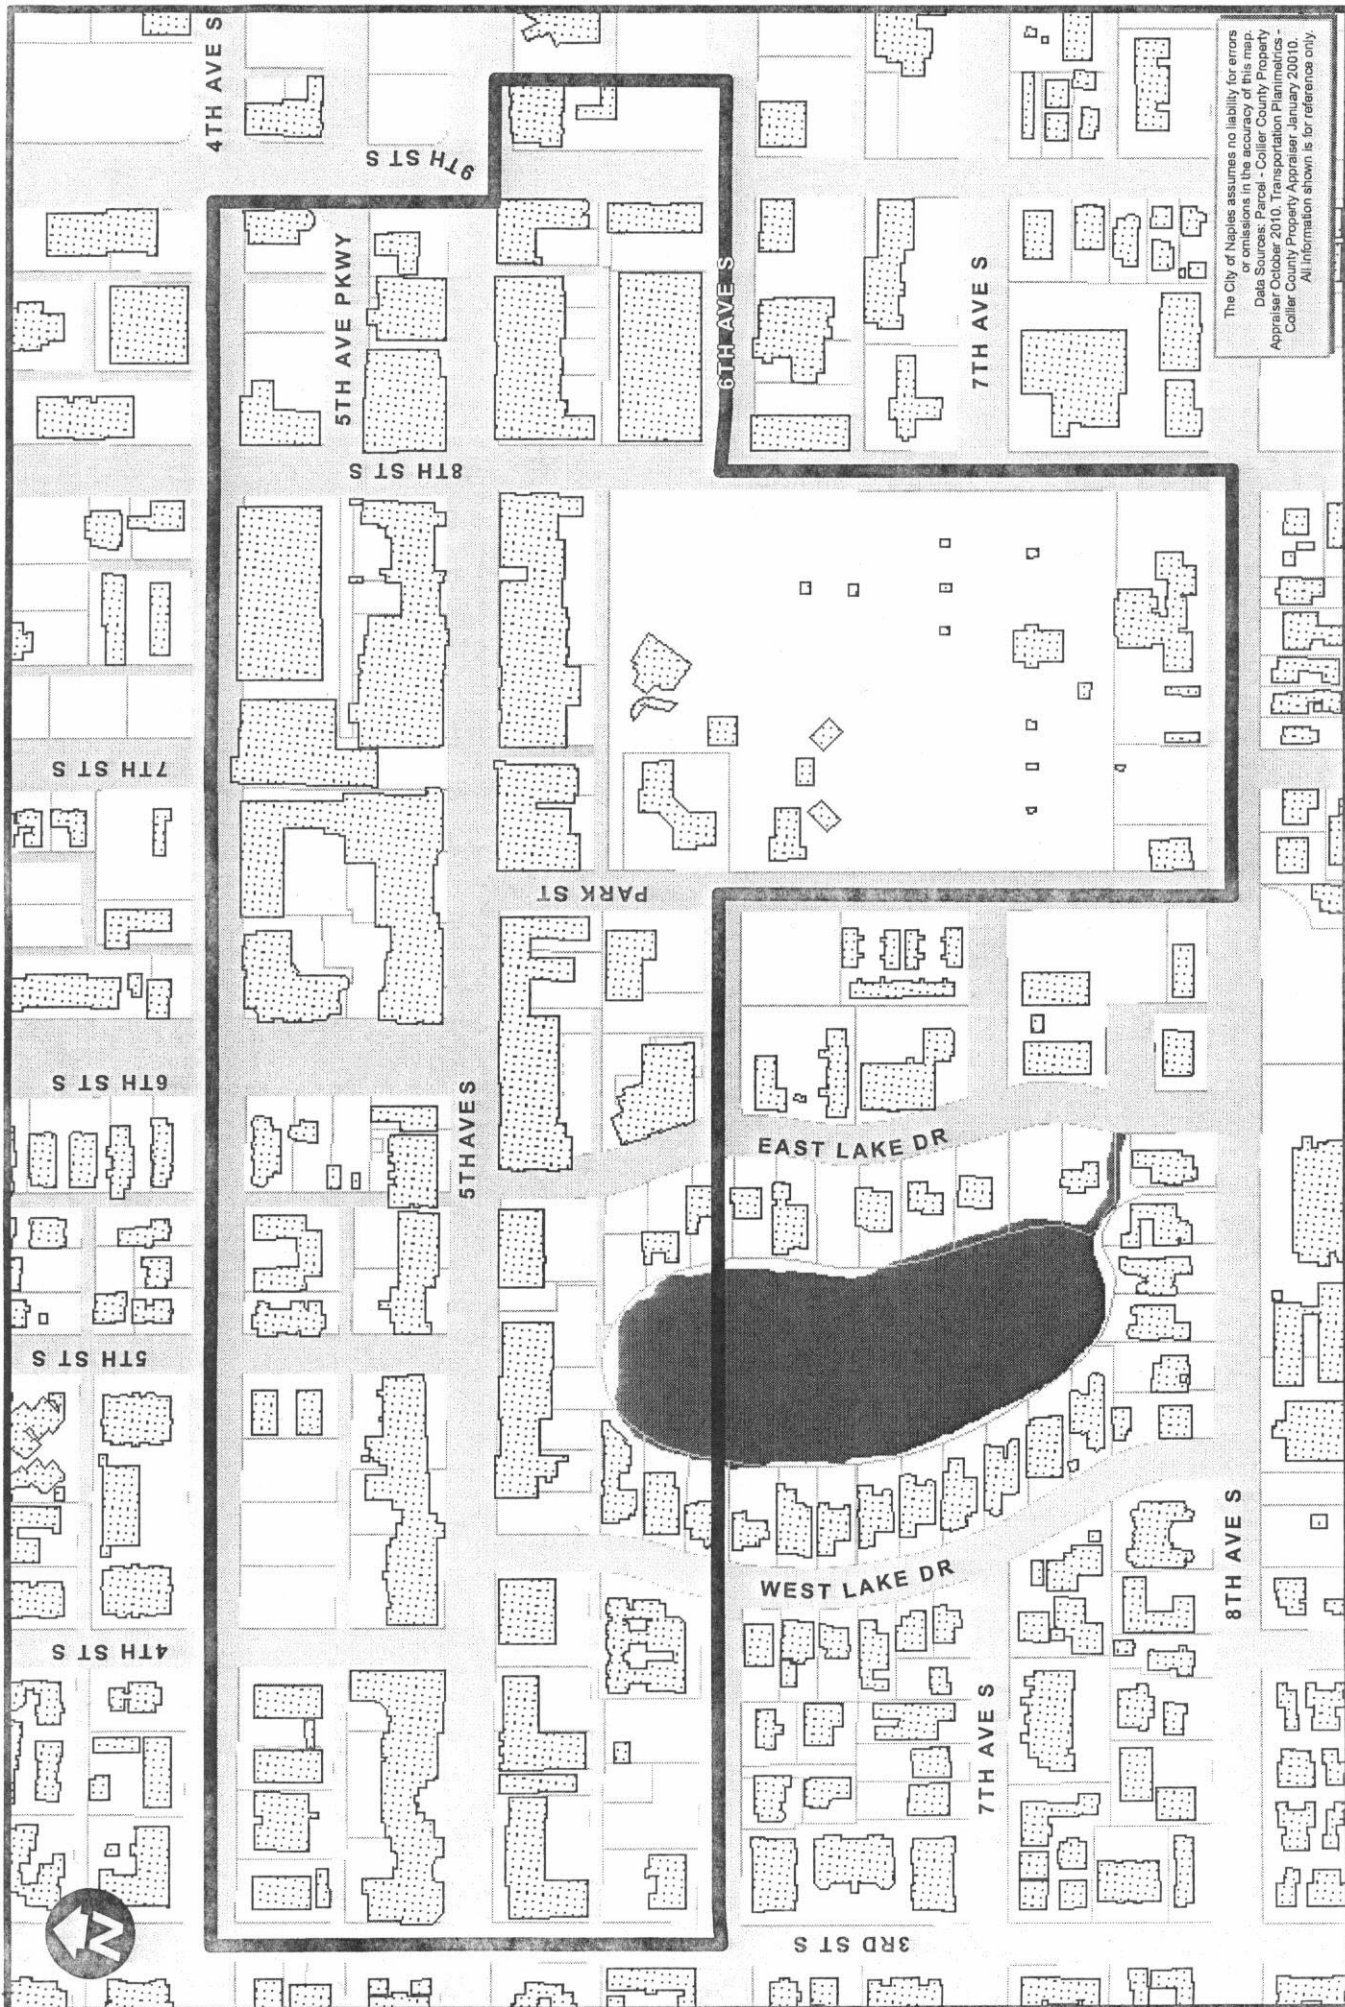 4TH AVE S
9TH ST S
5TH AVE PKWY
8TH ST S
6TH AVE S
7TH AVE S
7TH ST S
PARK ST
6TH ST S
5TH AVE S
EAST LAKE DR
5TH ST S
WEST LAKE DR
8TH AVE S
4TH ST S
7TH AVE S
3RD ST S
N
The City of Naples assumes no liability for errors
or omissions in the accuracy of this map.
Data Sources: Parcel - Collier County Property
Appraiser October 2010. Transportation Planimetrics -
Collier County Property Appraiser January 20010.
All information shown is for reference only.